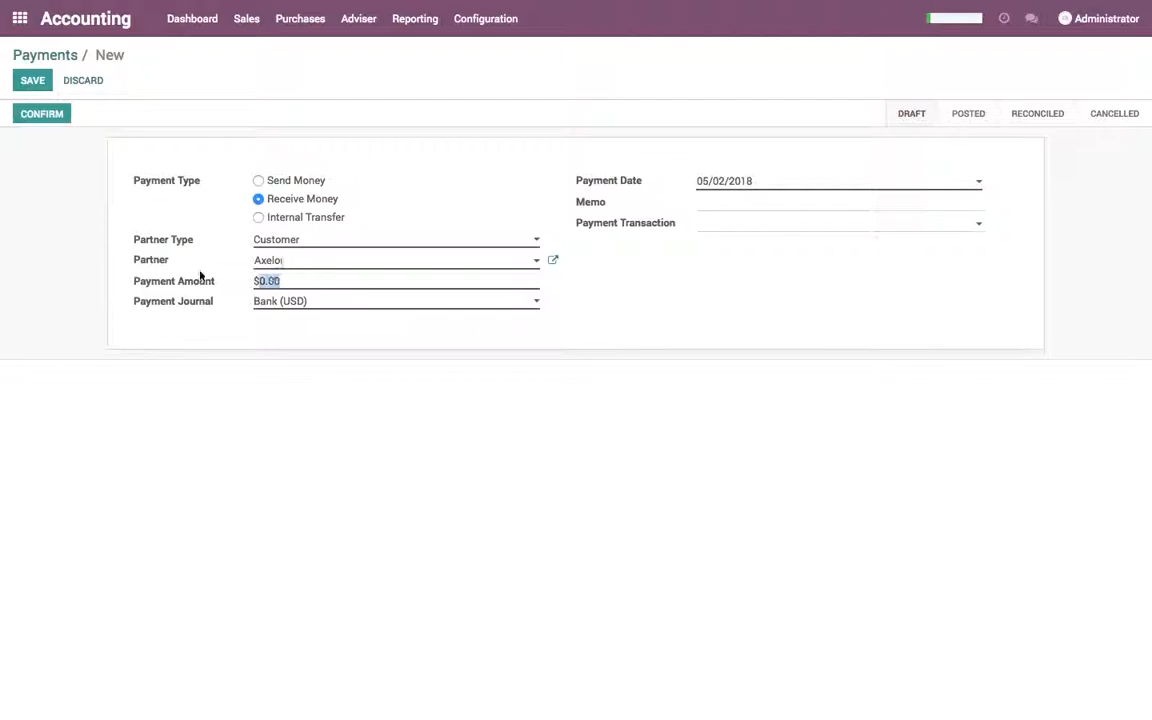 Accounting Dashboard Sales Purchases Adviser Reporting Configuration Administrator
Payments / New
SAVE DISCARD
CONFIRM DRAFT POSTED RECONCILED CANCELLED
Payment Type Send Money Payment Date 05/02/2018
Receive Money Memo
Internal Transfer Payment Transaction
Partner Type Customer
Partner Axelor
Payment Amount $0.00
Payment Journal Bank (USD)